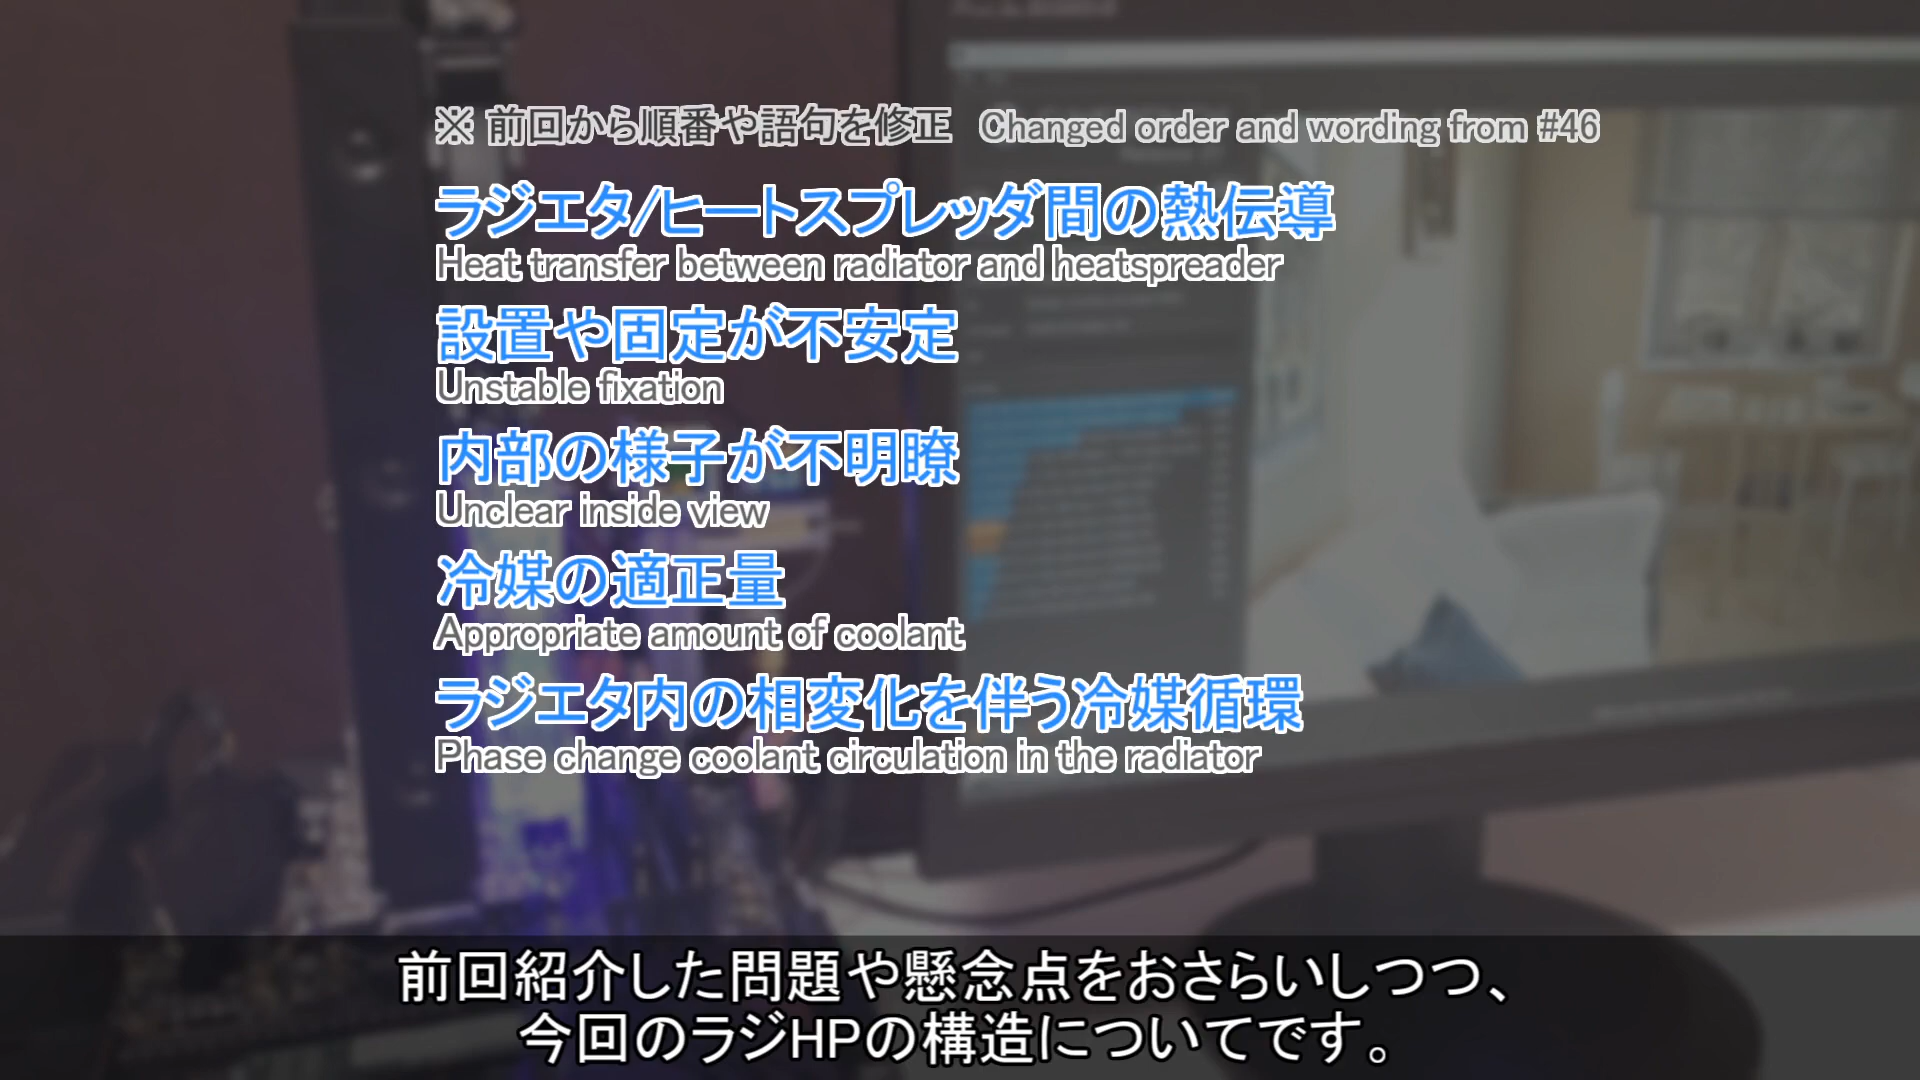 ※ 前回から順番や語句を修正 Changed order and wording from #46
ラジエタ/ヒートスプレッダ間の熱伝導
Heat transfer between radiator and heatspreader
設置や固定が不安定
Unstable fixation
内部の様子が不明瞭
Unclear inside view
冷媒の適正量
Appropriate amount of coolant
ラジエタ内の相変化を伴う冷媒循環
Phase change coolant circulation in the radiator
前回紹介した問題や懸念点をおさらいしつつ、
今回のラジHPの構造についてです。